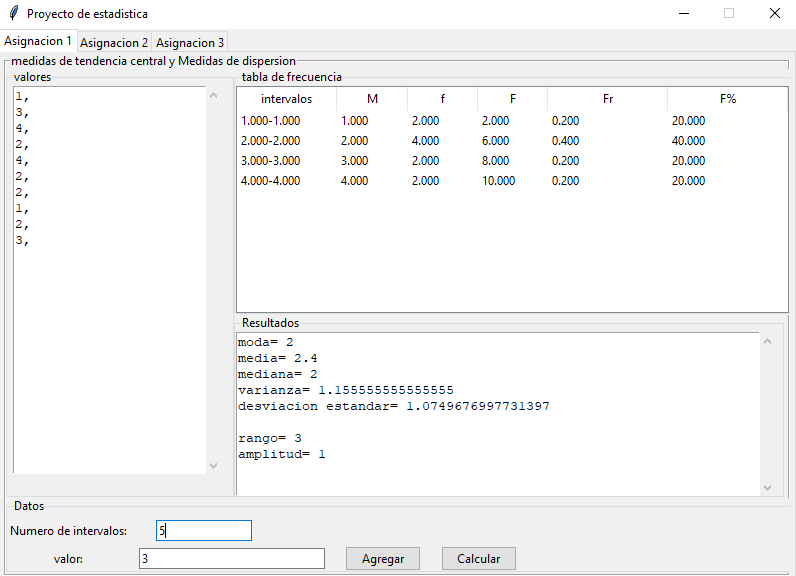 Proyecto de estadistica
Asignacion 1 Asignacion 2 Asignacion 3
medidas de tendencia central y Medidas de dispersion
valores
1,
3,
4,
2,
4,
2,
2,
1,
2,
3,
tabla de frecuencia
intervalos M f F Fr F%
1.000-1.000 1.000 2.000 2.000 0.200 20.000
2.000-2.000 2.000 4.000 6.000 0.400 40.000
3.000-3.000 3.000 2.000 8.000 0.200 20.000
4.000-4.000 4.000 2.000 10.000 0.200 20.000
Resultados
moda= 2
media= 2.4
mediana= 2
varianza= 1.155555555555555
desviacion estandar= 1.0749676997731397
rango= 3
amplitud= 1
Datos
Numero de intervalos: 5
valor: 3 Agregar Calcular